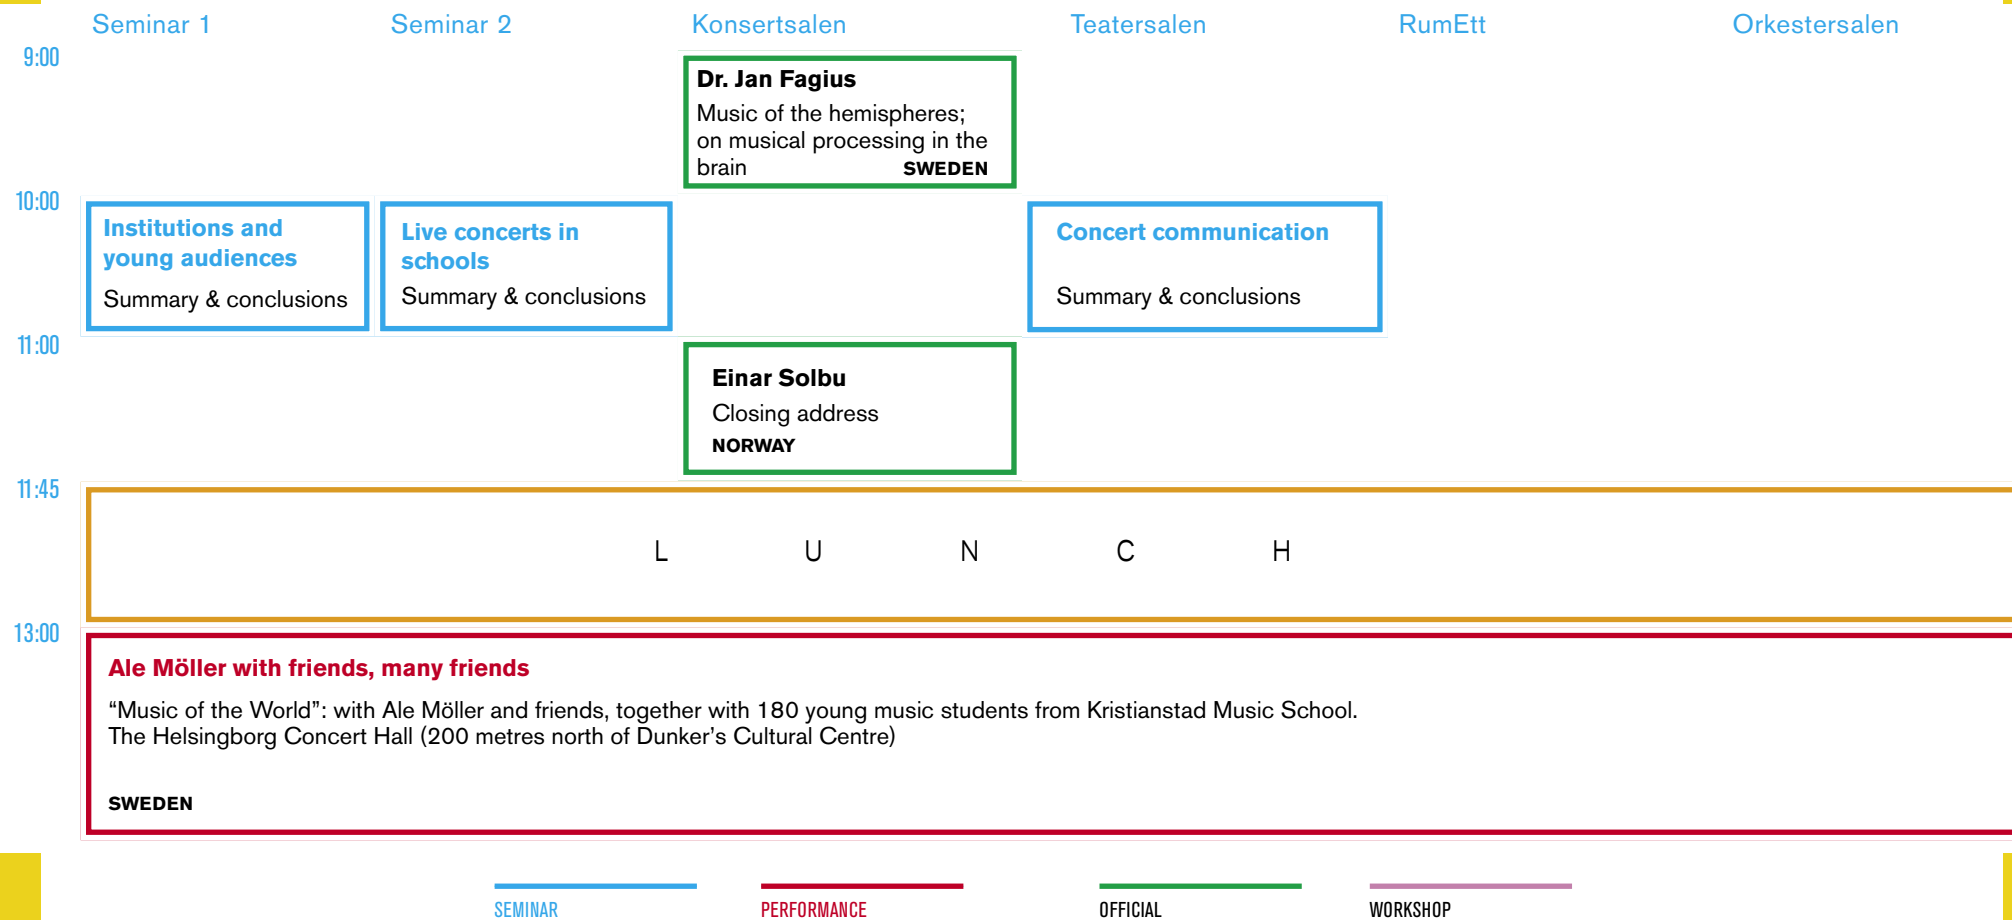 Seminar 1 Seminar 2 Konsertsalen Teatersalen RumEtt Orkestersalen
9:00
Dr. Jan Fagius
Music of the hemispheres;
on musical processing in the
brain SWEDEN
10:00
Institutions and
young audiences
Summary & conclusions
Live concerts in
schools
Summary & conclusions
Concert communication
Summary & conclusions
11:00
Einar Solbu
Closing address
NORWAY
11:45
L U N C H
13:00
Ale Möller with friends, many friends
“Music of the World”: with Ale Möller and friends, together with 180 young music students from Kristianstad Music School.
The Helsingborg Concert Hall (200 metres north of Dunker’s Cultural Centre)
SWEDEN
SEMINAR PERFORMANCE OFFICIAL WORKSHOP